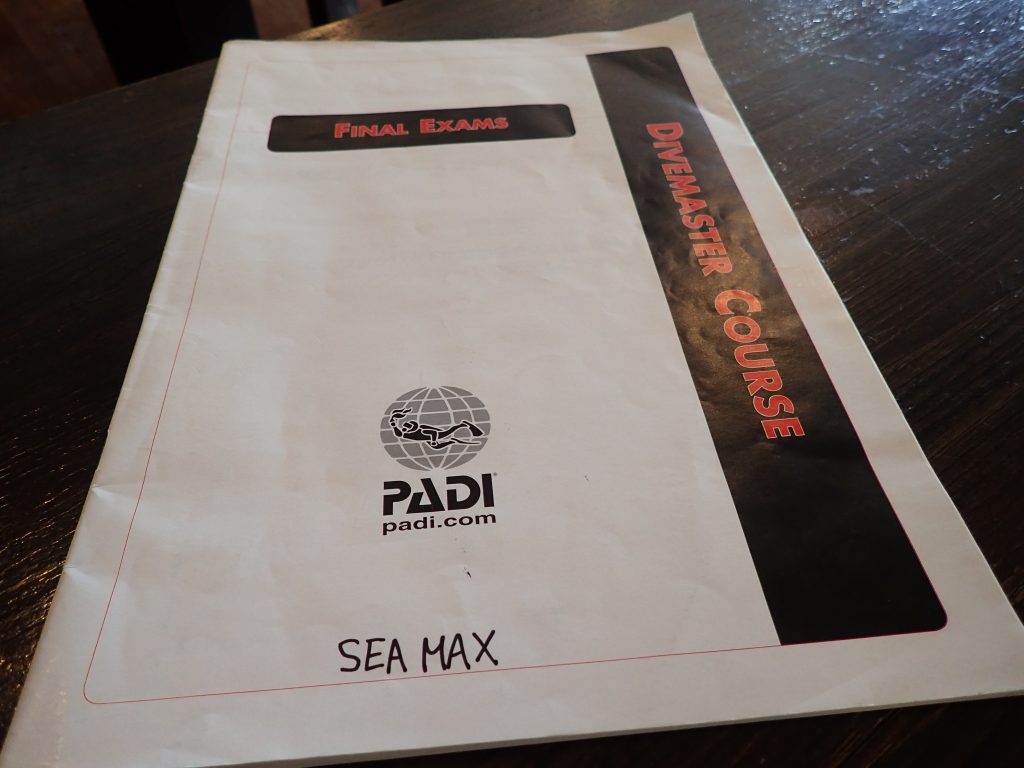 FINAL EXAMS
DIVEMASTER COURSE
PADI®
padi.com
SEA MAX